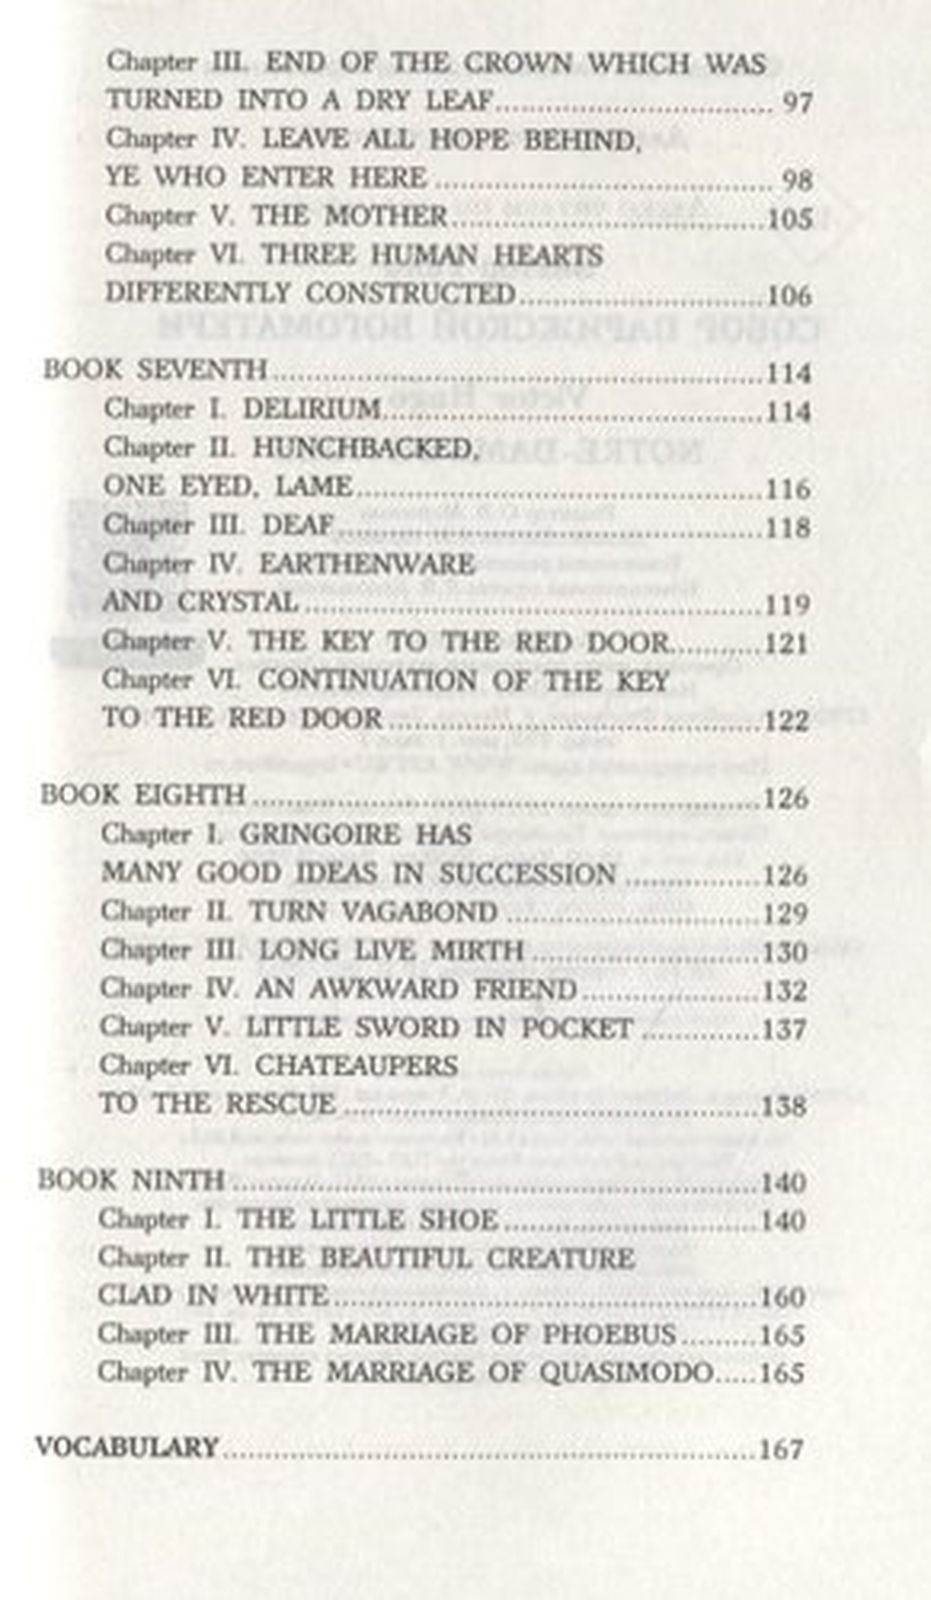 Chapter III. END OF THE CROWN WHICH WAS
TURNED INTO A DRY LEAF................................ 97
Chapter IV. LEAVE ALL HOPE BEHIND,
YE WHO ENTER HERE ........................................ 98
Chapter V. THE MOTHER.....................................105
Chapter VI. THREE HUMAN HEARTS
DIFFERENTLY CONSTRUCTED.............................106
BOOK SEVENTH..........................................................114
Chapter I. DELIRIUM.............................................114
Chapter II. HUNCHBACKED,
ONE EYED, LAME................................................116
Chapter III. DEAF..................................................118
Chapter IV. EARTHENWARE
AND CRYSTAL......................................................119
Chapter V. THE KEY TO THE RED DOOR...........121
Chapter VI. CONTINUATION OF THE KEY
TO THE RED DOOR.............................................122
BOOK EIGHTH............................................................126
Chapter I. GRINGOIRE HAS
MANY GOOD IDEAS IN SUCCESSION ................126
Chapter II. TURN VAGABOND ..............................129
Chapter III. LONG LIVE MIRTH ...........................130
Chapter IV. AN AWKWARD FRIEND.....................132
Chapter V. LITTLE SWORD IN POCKET ..............137
Chapter VI. CHATEAUPERS
TO THE RESCUE ..................................................138
BOOK NINTH...............................................................140
Chapter I. THE LITTLE SHOE...............................140
Chapter II. THE BEAUTIFUL CREATURE
CLAD IN WHITE...................................................160
Chapter III. THE MARRIAGE OF PHOEBUS.........165
Chapter IV. THE MARRIAGE OF QUASIMODO.....165
VOCABULARY................................................................167